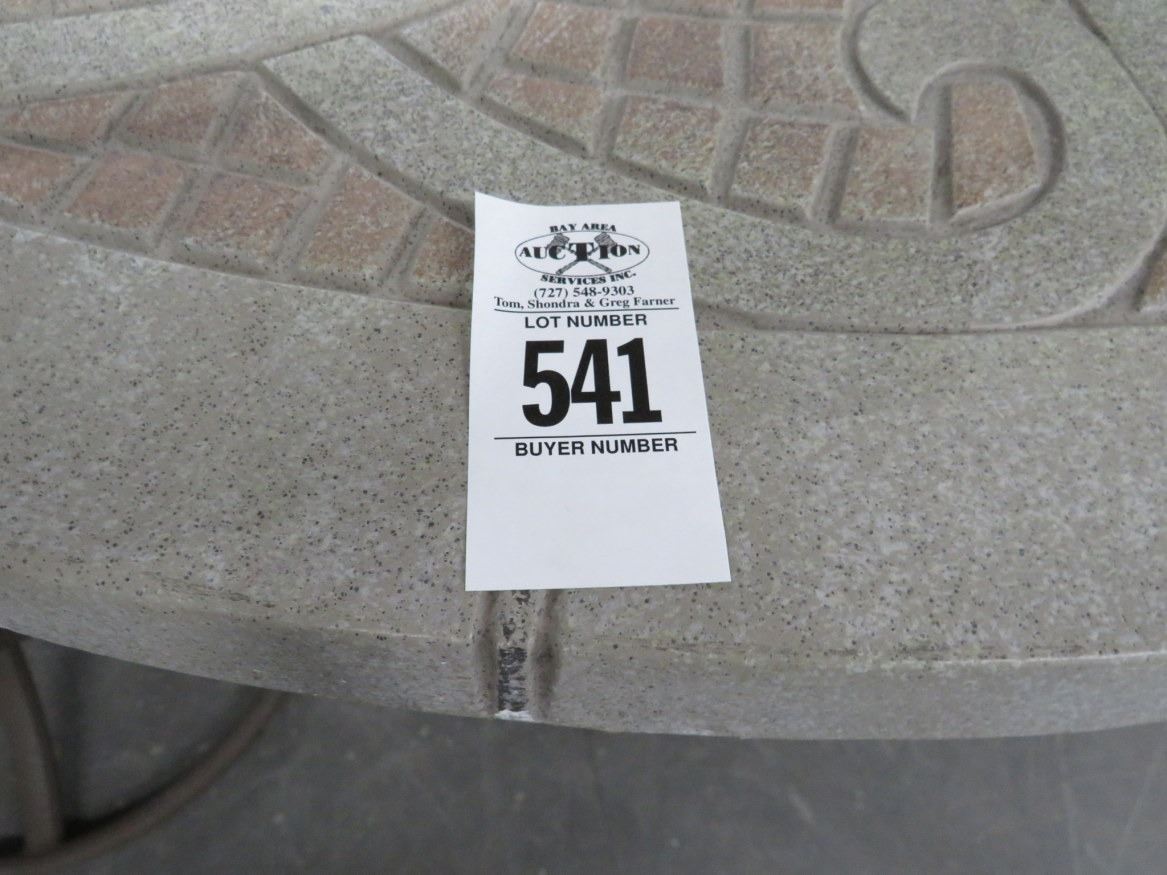 BAY AREA
AUCTION
SERVICES INC.
(727) 548-9303
Tom, Shondra & Greg Farner
LOT NUMBER
541
BUYER NUMBER